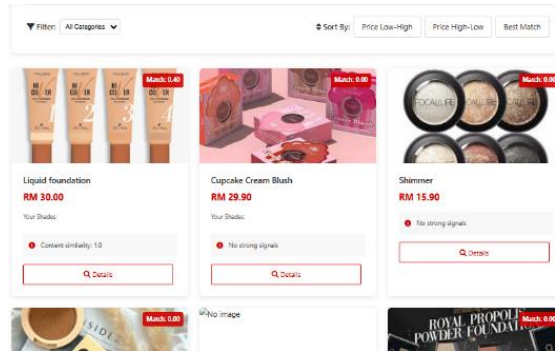 Filter: All Categories
Sort By: Price Low-High Price High-Low Best Match
Match: 0.40
Match: 0.00
Match: 0.00
FOCALLURE
Liquid foundation
Cupcake Cream Blush
Shimmer
RM 30.00
RM 29.90
RM 15.90
Your Shades:
Your Shades:
Content similarity: 1.0
No strong signals
No strong signals
Details
Details
Details
Match: 0.00
No image
Match: 0.00
ROYAL PROPOLIS
POWDER FOUNDATION